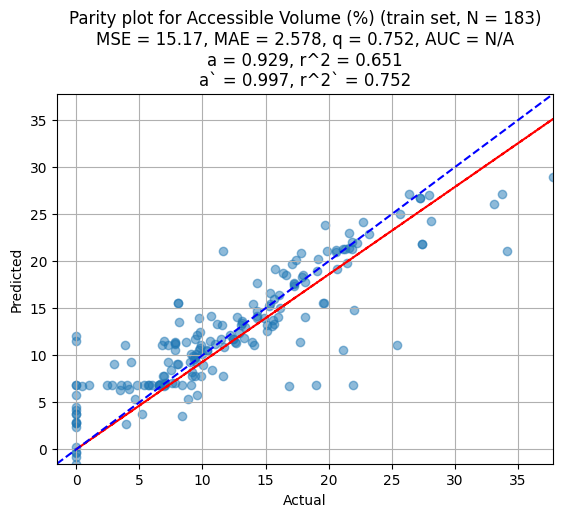 Parity plot for Accessible Volume (%) (train set, N = 183)
MSE = 15.17, MAE = 2.578, q = 0.752, AUC = N/A
a = 0.929, r^2 = 0.651
a` = 0.997, r^2` = 0.752
35
30
25
20
15
10
5
0
Predicted
0 5 10 15 20 25 30 35
Actual